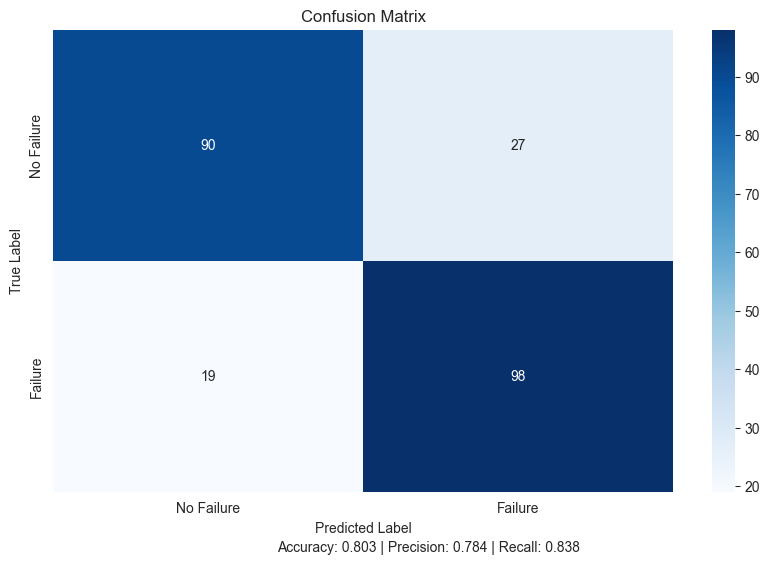 Confusion Matrix
No Failure
Failure
True Label
90
27
19
98
No Failure
Failure
Predicted Label
Accuracy: 0.803 | Precision: 0.784 | Recall: 0.838
90
80
70
60
50
40
30
20